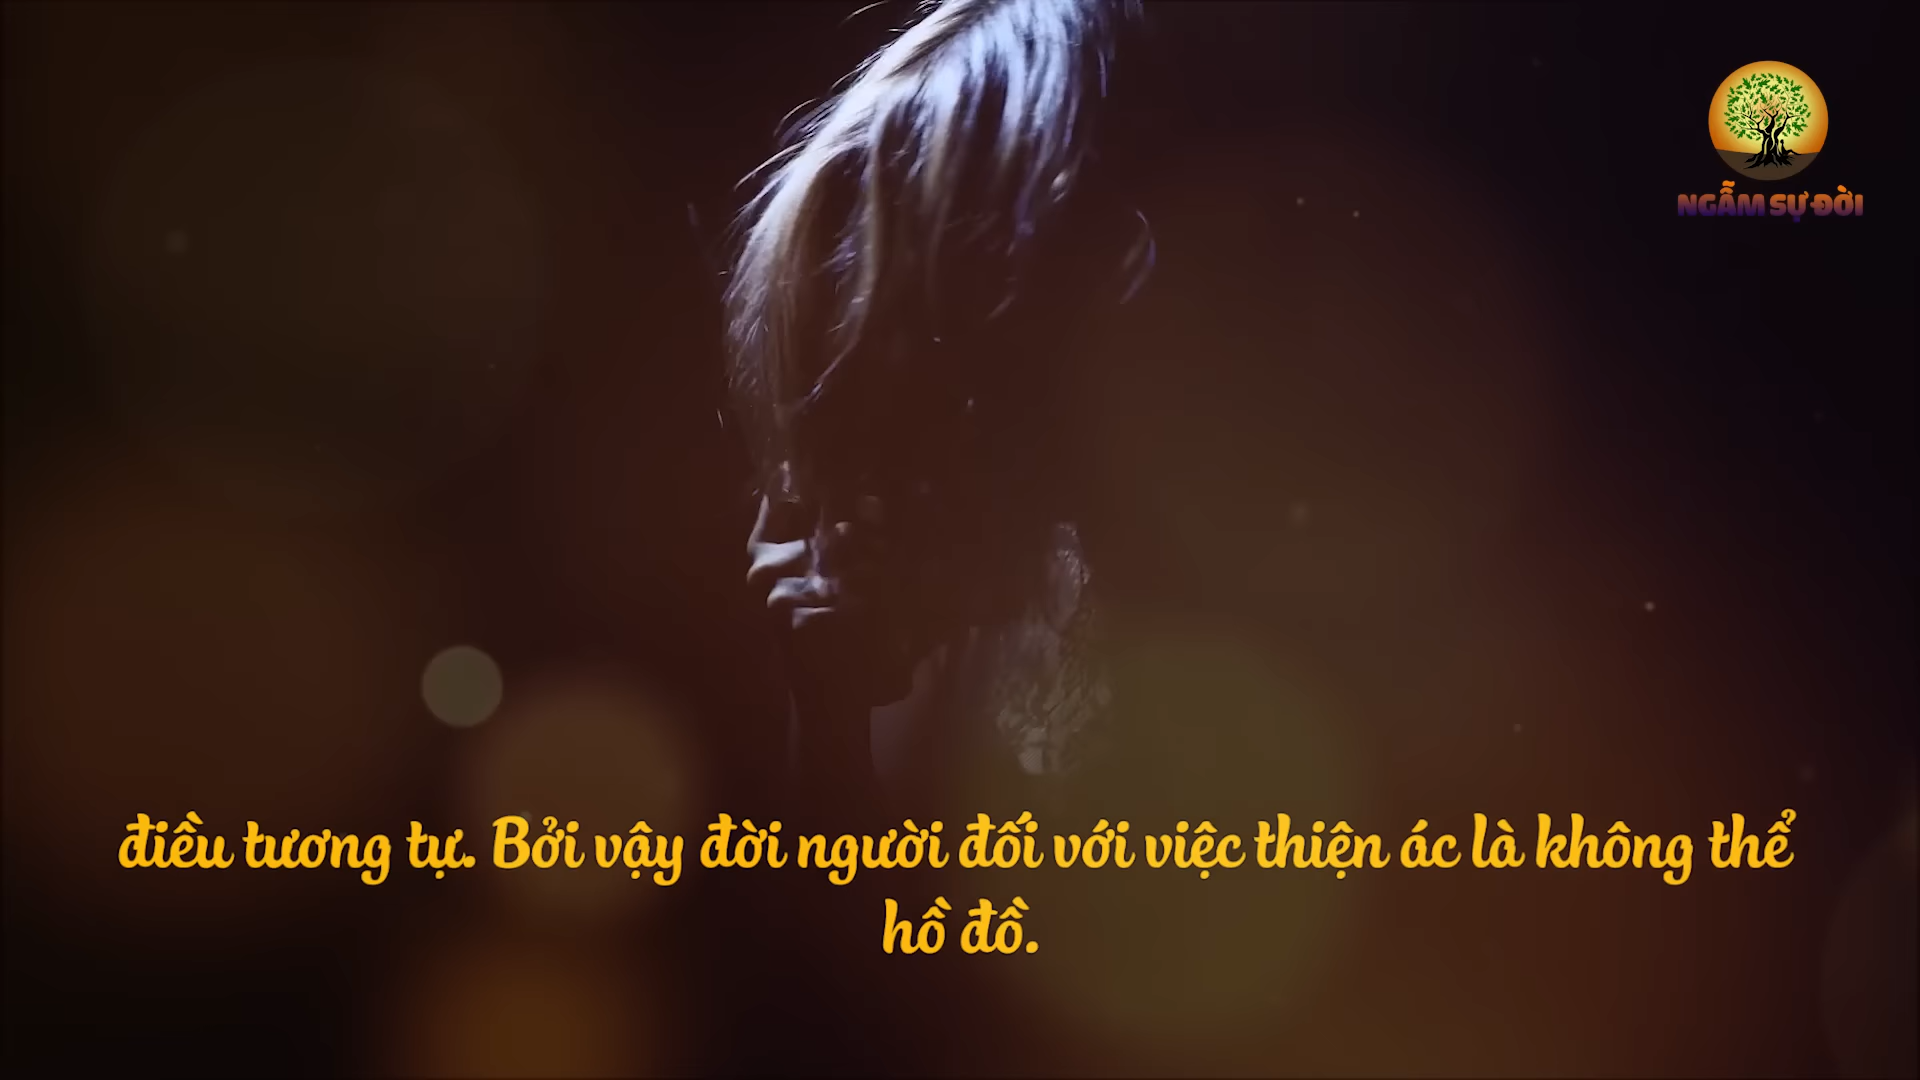 NGẪM SỰ ĐỜI
điều tương tự. Bởi vậy đời người đối với việc thiện ác là không thể
hồ đồ.